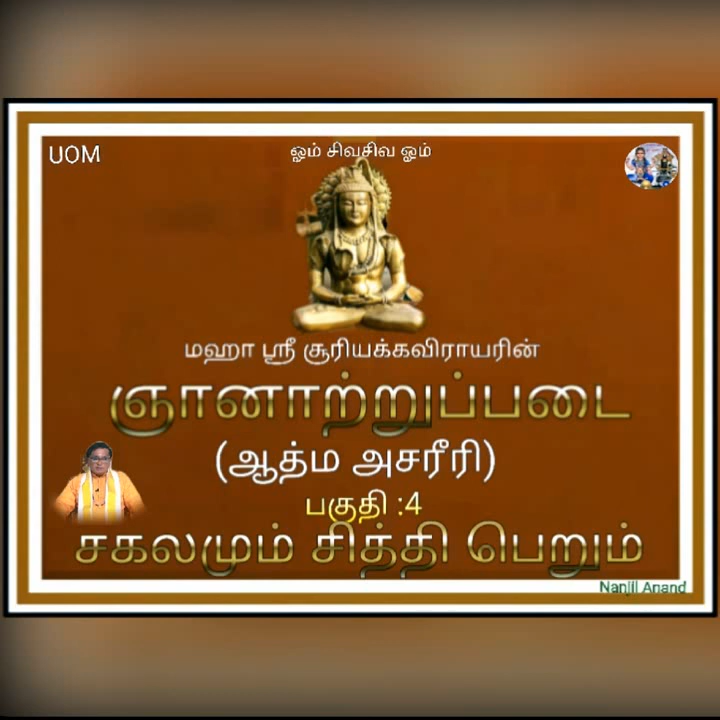 UOM
ஓம் சிவசிவ ஓம்
மஹா ஸ்ரீ சூரியக்கவிராயரின்
ஞானாற்றுப்படை
(ஆத்ம அசரீரி)
பகுதி :4
சகலமும் சித்தி பெறும்
Nanjil Anand